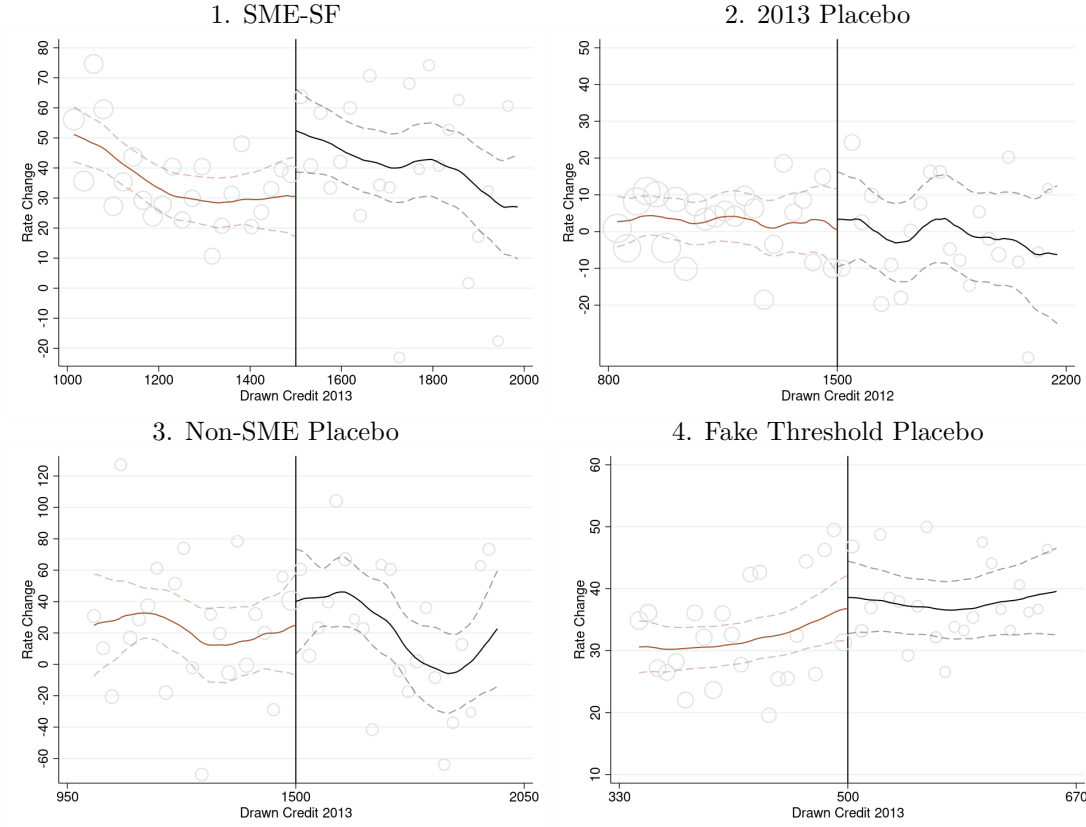 1. SME-SF
80
70
60
50
40
30
20
10
0
-10
-20
Rate Change
1000 1200 1400 1600 1800 2000
Drawn Credit 2013
2. 2013 Placebo
50
40
30
20
10
0
-10
-20
Rate Change
800 1500 2200
Drawn Credit 2012
3. Non-SME Placebo
120
100
80
60
40
20
0
-20
-40
-60
Rate Change
950 1500 2050
Drawn Credit 2013
4. Fake Threshold Placebo
60
50
40
30
20
10
Rate Change
330 500 670
Drawn Credit 2013